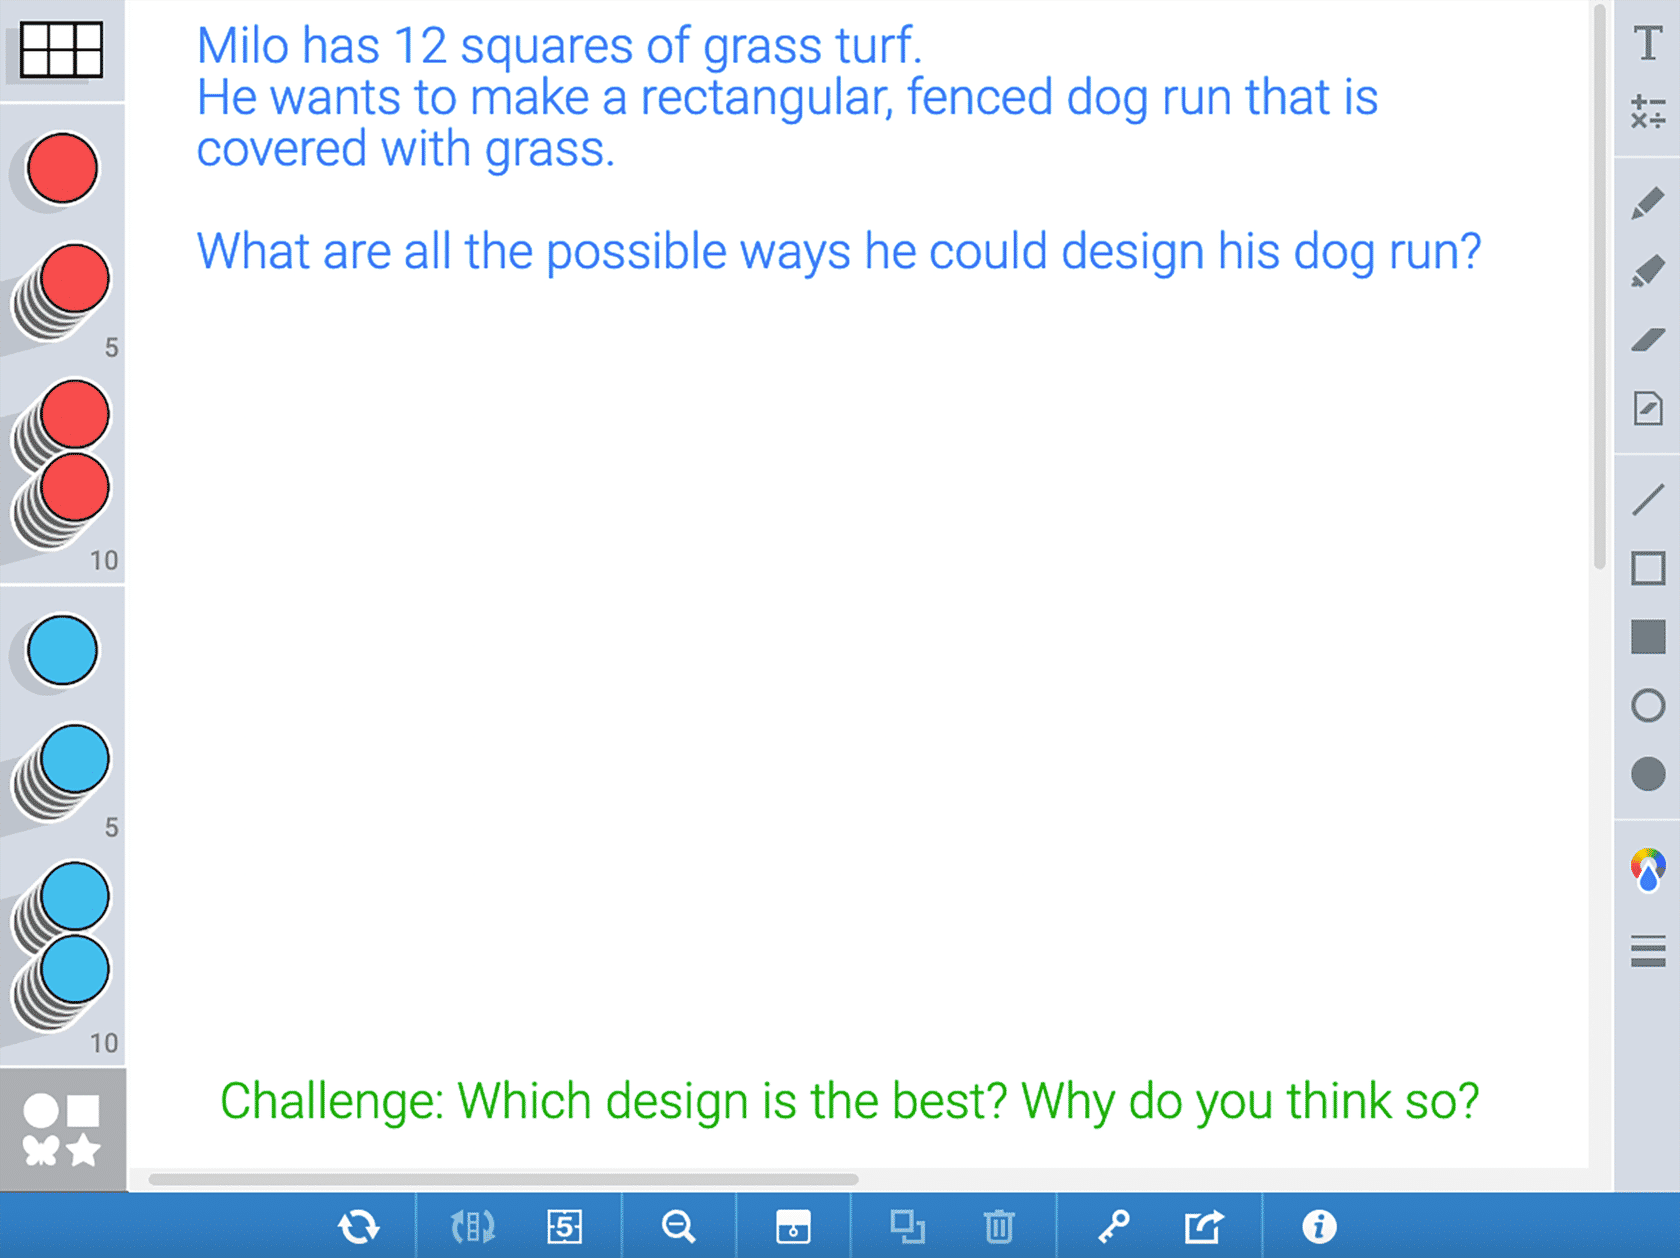 Milo has 12 squares of grass turf.
He wants to make a rectangular, fenced dog run that is
covered with grass.
What are all the possible ways he could design his dog run?
5
10
5
10
Challenge: Which design is the best? Why do you think so?
T
5